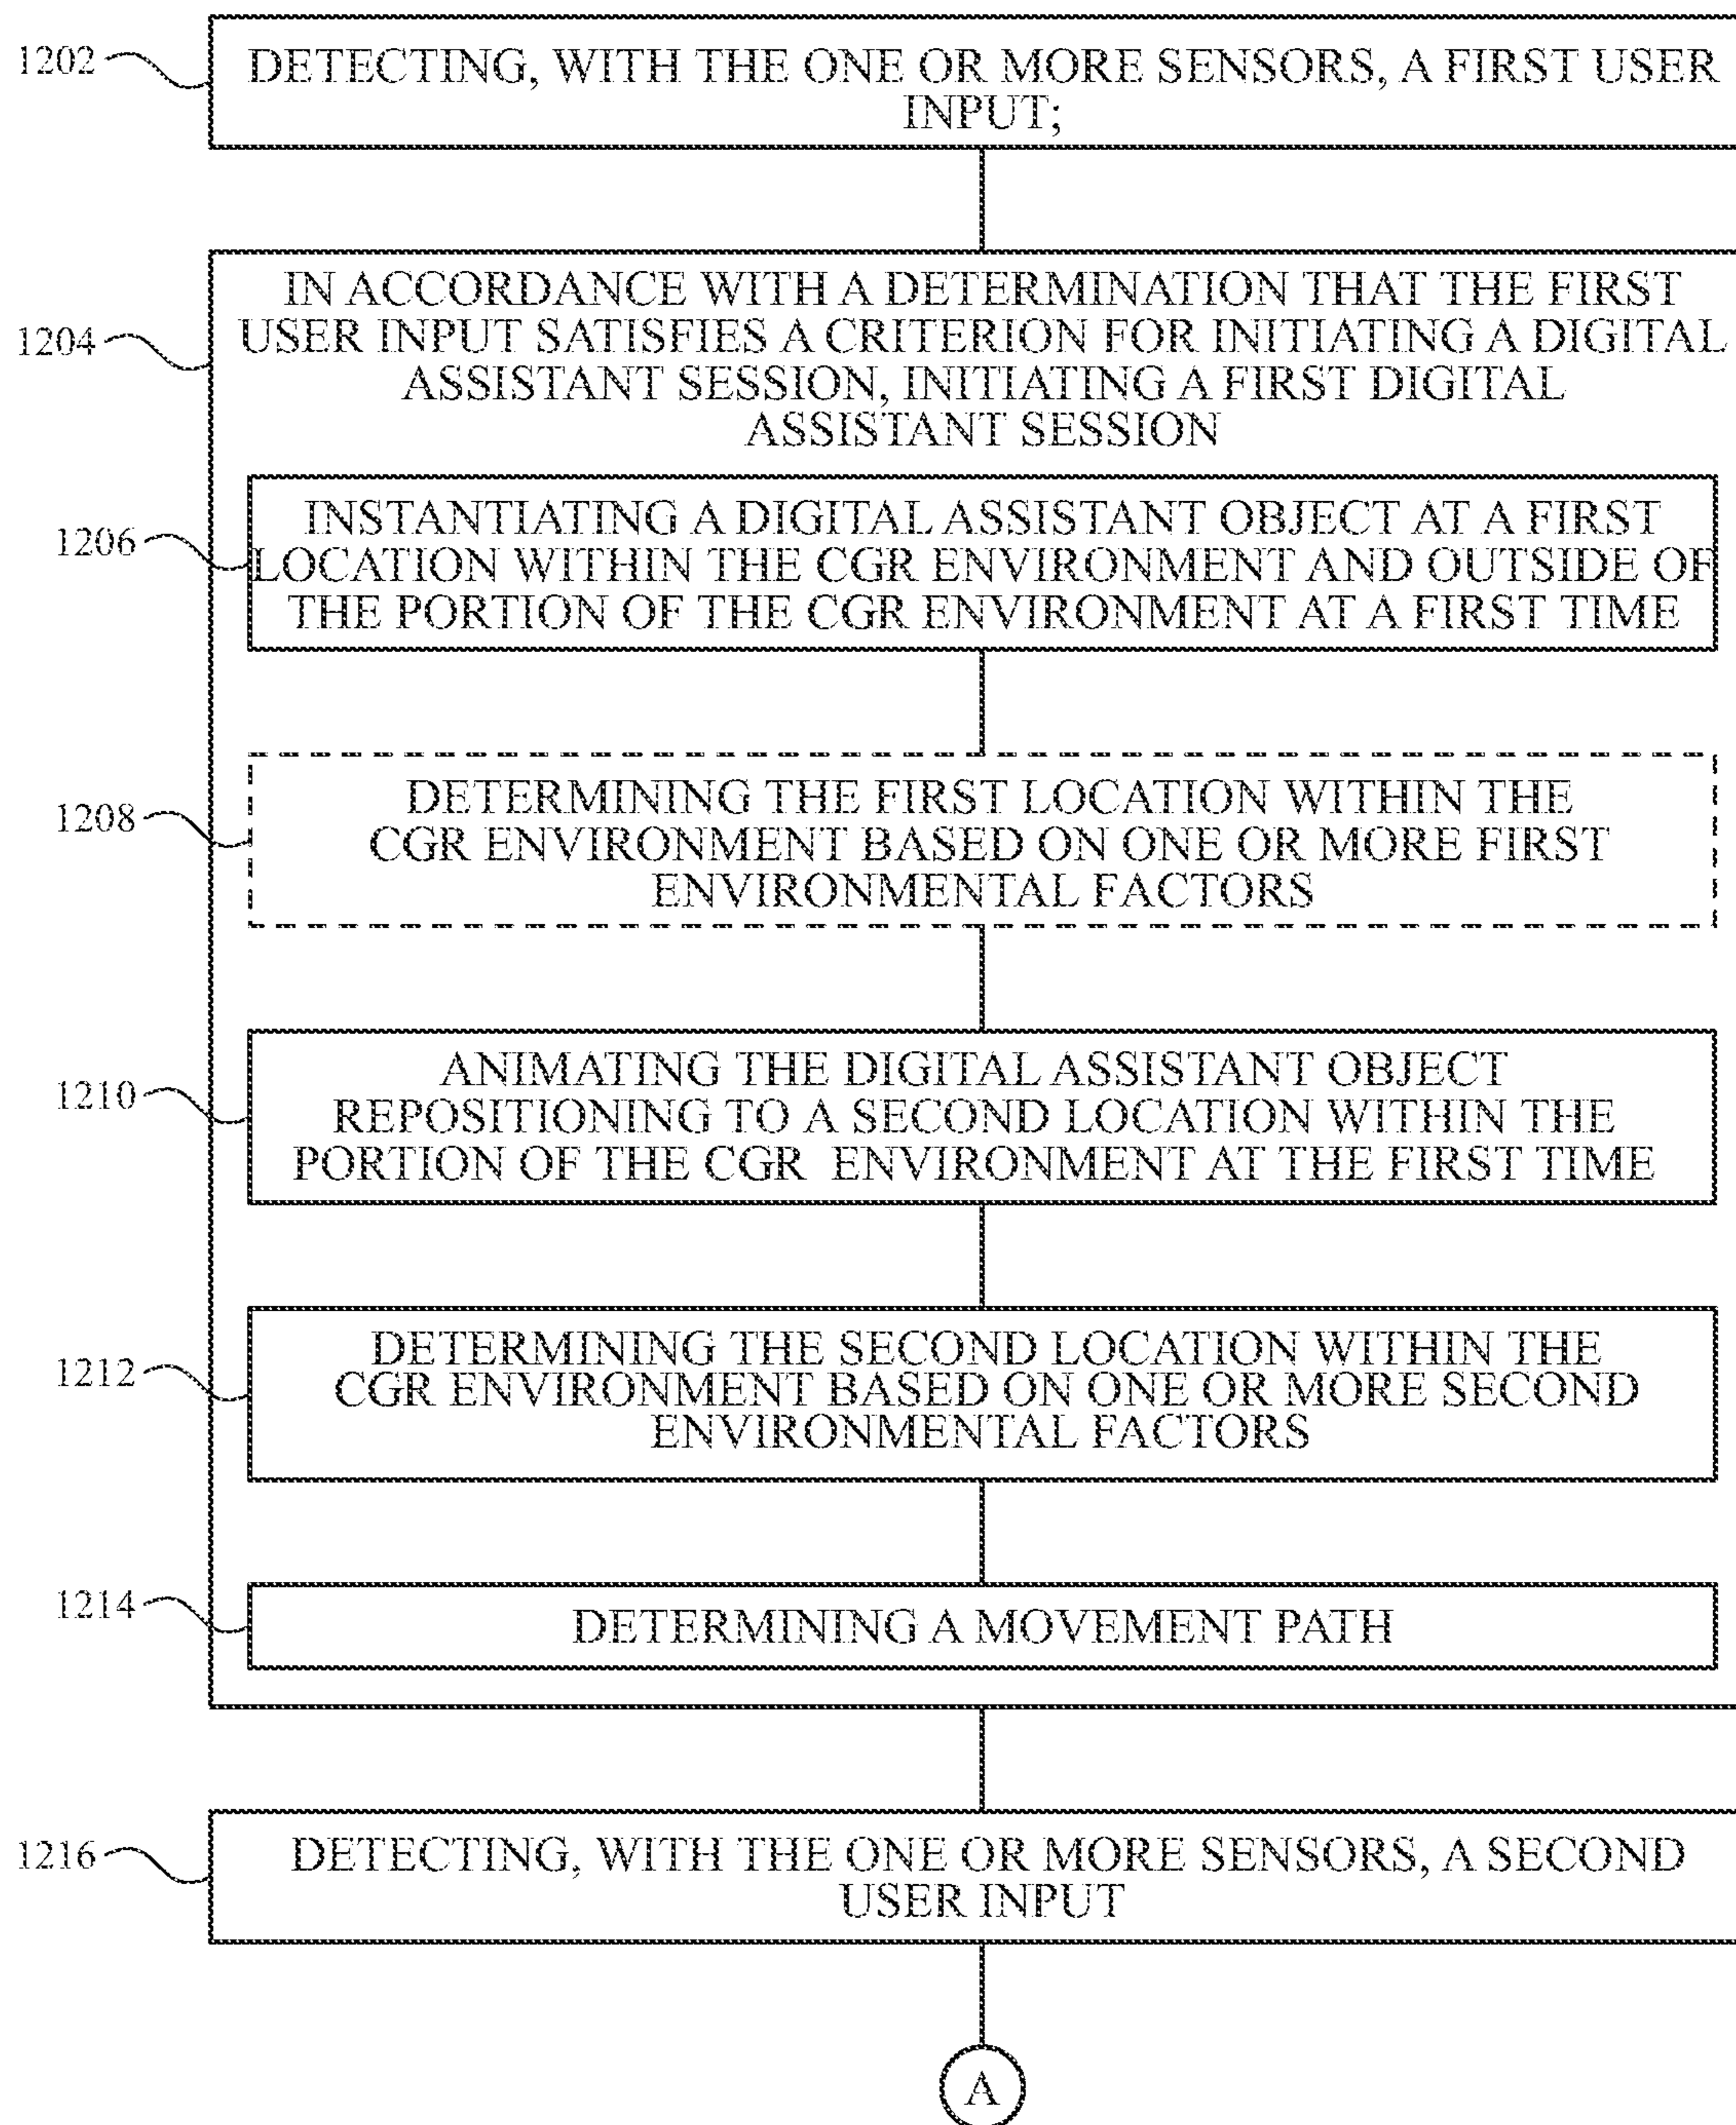 1202
DETECTING, WITH THE ONE OR MORE SENSORS, A FIRST USER
INPUT;
1204
IN ACCORDANCE WITH A DETERMINATION THAT THE FIRST
USER INPUT SATISFIES A CRITERION FOR INITIATING A DIGITAL
ASSISTANT SESSION, INITIATING A FIRST DIGITAL
ASSISTANT SESSION
1206
INSTANTIATING A DIGITAL ASSISTANT OBJECT AT A FIRST
LOCATION WITHIN THE CGR ENVIRONMENT AND OUTSIDE OF
THE PORTION OF THE CGR ENVIRONMENT AT A FIRST TIME
1208
DETERMINING THE FIRST LOCATION WITHIN THE
CGR ENVIRONMENT BASED ON ONE OR MORE FIRST
ENVIRONMENTAL FACTORS
1210
ANIMATING THE DIGITAL ASSISTANT OBJECT
REPOSITIONING TO A SECOND LOCATION WITHIN THE
PORTION OF THE CGR ENVIRONMENT AT THE FIRST TIME
1212
DETERMINING THE SECOND LOCATION WITHIN THE
CGR ENVIRONMENT BASED ON ONE OR MORE SECOND
ENVIRONMENTAL FACTORS
1214
DETERMINING A MOVEMENT PATH
1216
DETECTING, WITH THE ONE OR MORE SENSORS, A SECOND
USER INPUT
A